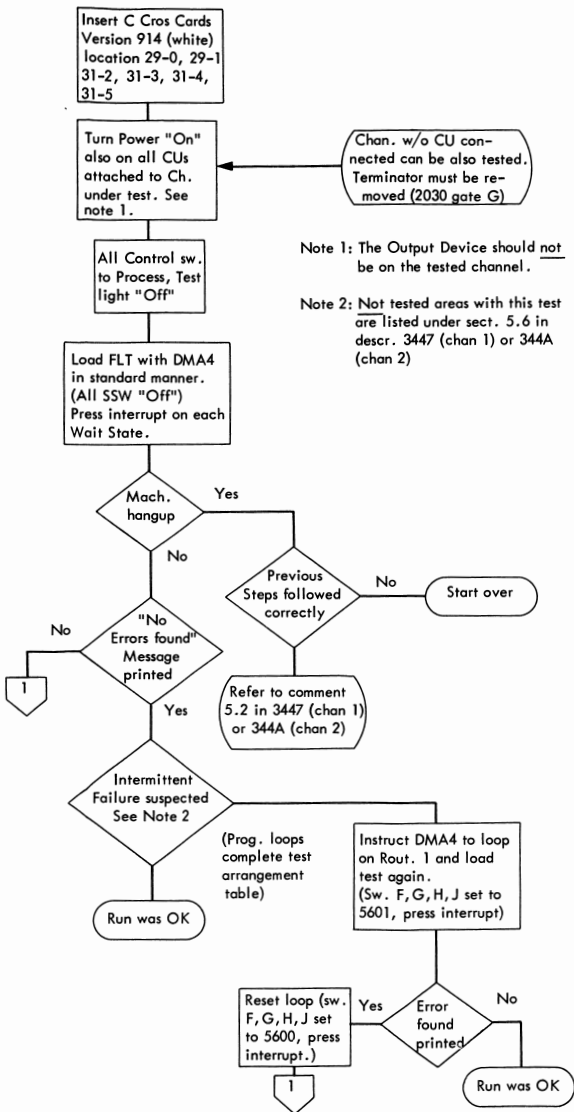 Insert C Cros Cards
Version 914 (white)
location 29-0, 29-1
31-2, 31-3, 31-4,
31-5
Turn Power "On"
also on all CUs
attached to Ch.
under test. See
note 1.
Chan. w/o CU con-
nected can be also tested.
Terminator must be re-
moved (2030 gate G)
All Control sw.
to Process, Test
light "Off"
Note 1: The Output Device should not
be on the tested channel.
Note 2: Not tested areas with this test
are listed under sect. 5.6 in
descr. 3447 (chan 1) or 344A
(chan 2)
Load FLT with DMA4
in standard manner.
(All SSW "Off")
Press interrupt on each
Wait State.
Mach.
hangup
Yes
No
Previous
Steps followed
correctly
No
Start over
"No
Errors found"
Message
printed
No
1
Yes
Refer to comment
5.2 in 3447 (chan 1)
or 344A (chan 2)
Intermittent
Failure suspected
See Note 2
(Prog. loops
complete test
arrangement
table)
Instruct DMA4 to loop
on Rout. 1 and load
test again.
(Sw. F,G,H,J set to
5601, press interrupt)
Run was OK
Reset loop (sw.
F,G,H,J set
to 5600, press
interrupt.)
Yes
Error
found
printed
No
1
Run was OK